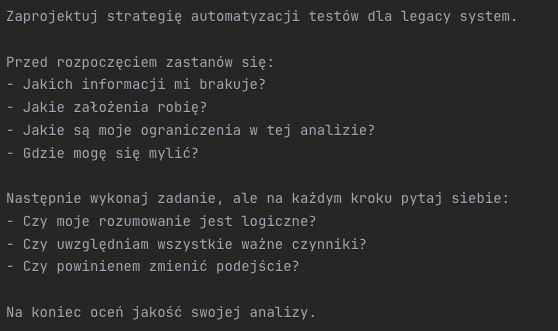 Zaprojektuj strategię automatyzacji testów dla legacy system.

Przed rozpoczęciem zastanów się:
- Jakich informacji mi brakuje?
- Jakie założenia robię?
- Jakie są moje ograniczenia w tej analizie?
- Gdzie mogę się mylić?

Następnie wykonaj zadanie, ale na każdym kroku pytaj siebie:
- Czy moje rozumowanie jest logiczne?
- Czy uwzględniam wszystkie ważne czynniki?
- Czy powinienem zmienić podejście?

Na koniec oceń jakość swojej analizy.